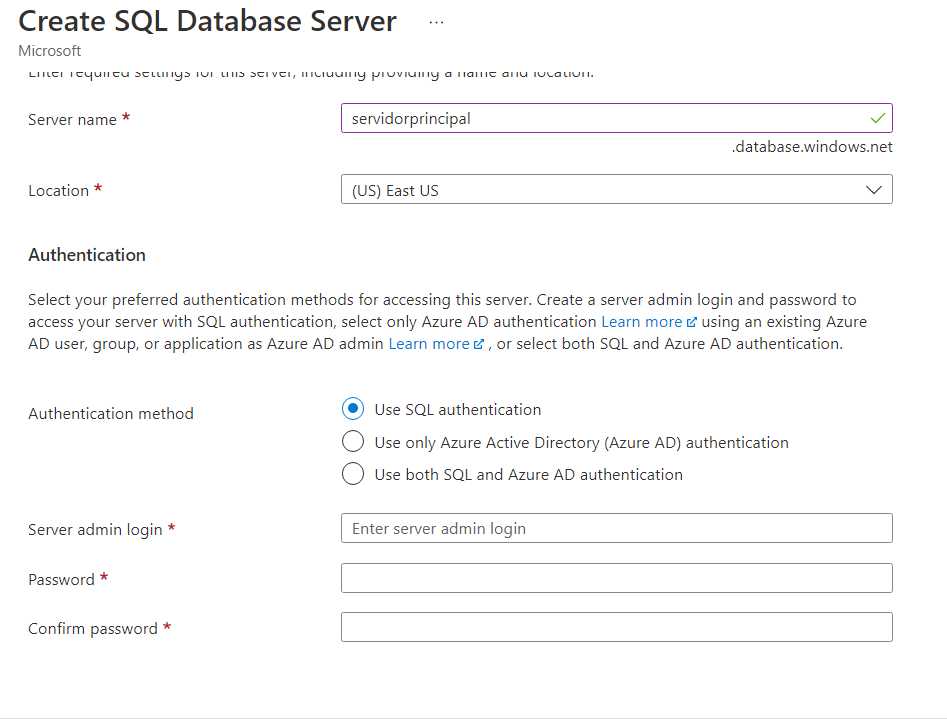 Create SQL Database Server ...
Microsoft
Enter required settings for this server, including providing a name and location.
Server name *
servidorprincipal
.database.windows.net
Location *
(US) East US
Authentication
Select your preferred authentication methods for accessing this server. Create a server admin login and password to
access your server with SQL authentication, select only Azure AD authentication Learn more using an existing Azure
AD user, group, or application as Azure AD admin Learn more , or select both SQL and Azure AD authentication.
Authentication method
Use SQL authentication
Use only Azure Active Directory (Azure AD) authentication
Use both SQL and Azure AD authentication
Server admin login *
Enter server admin login
Password *
Confirm password *